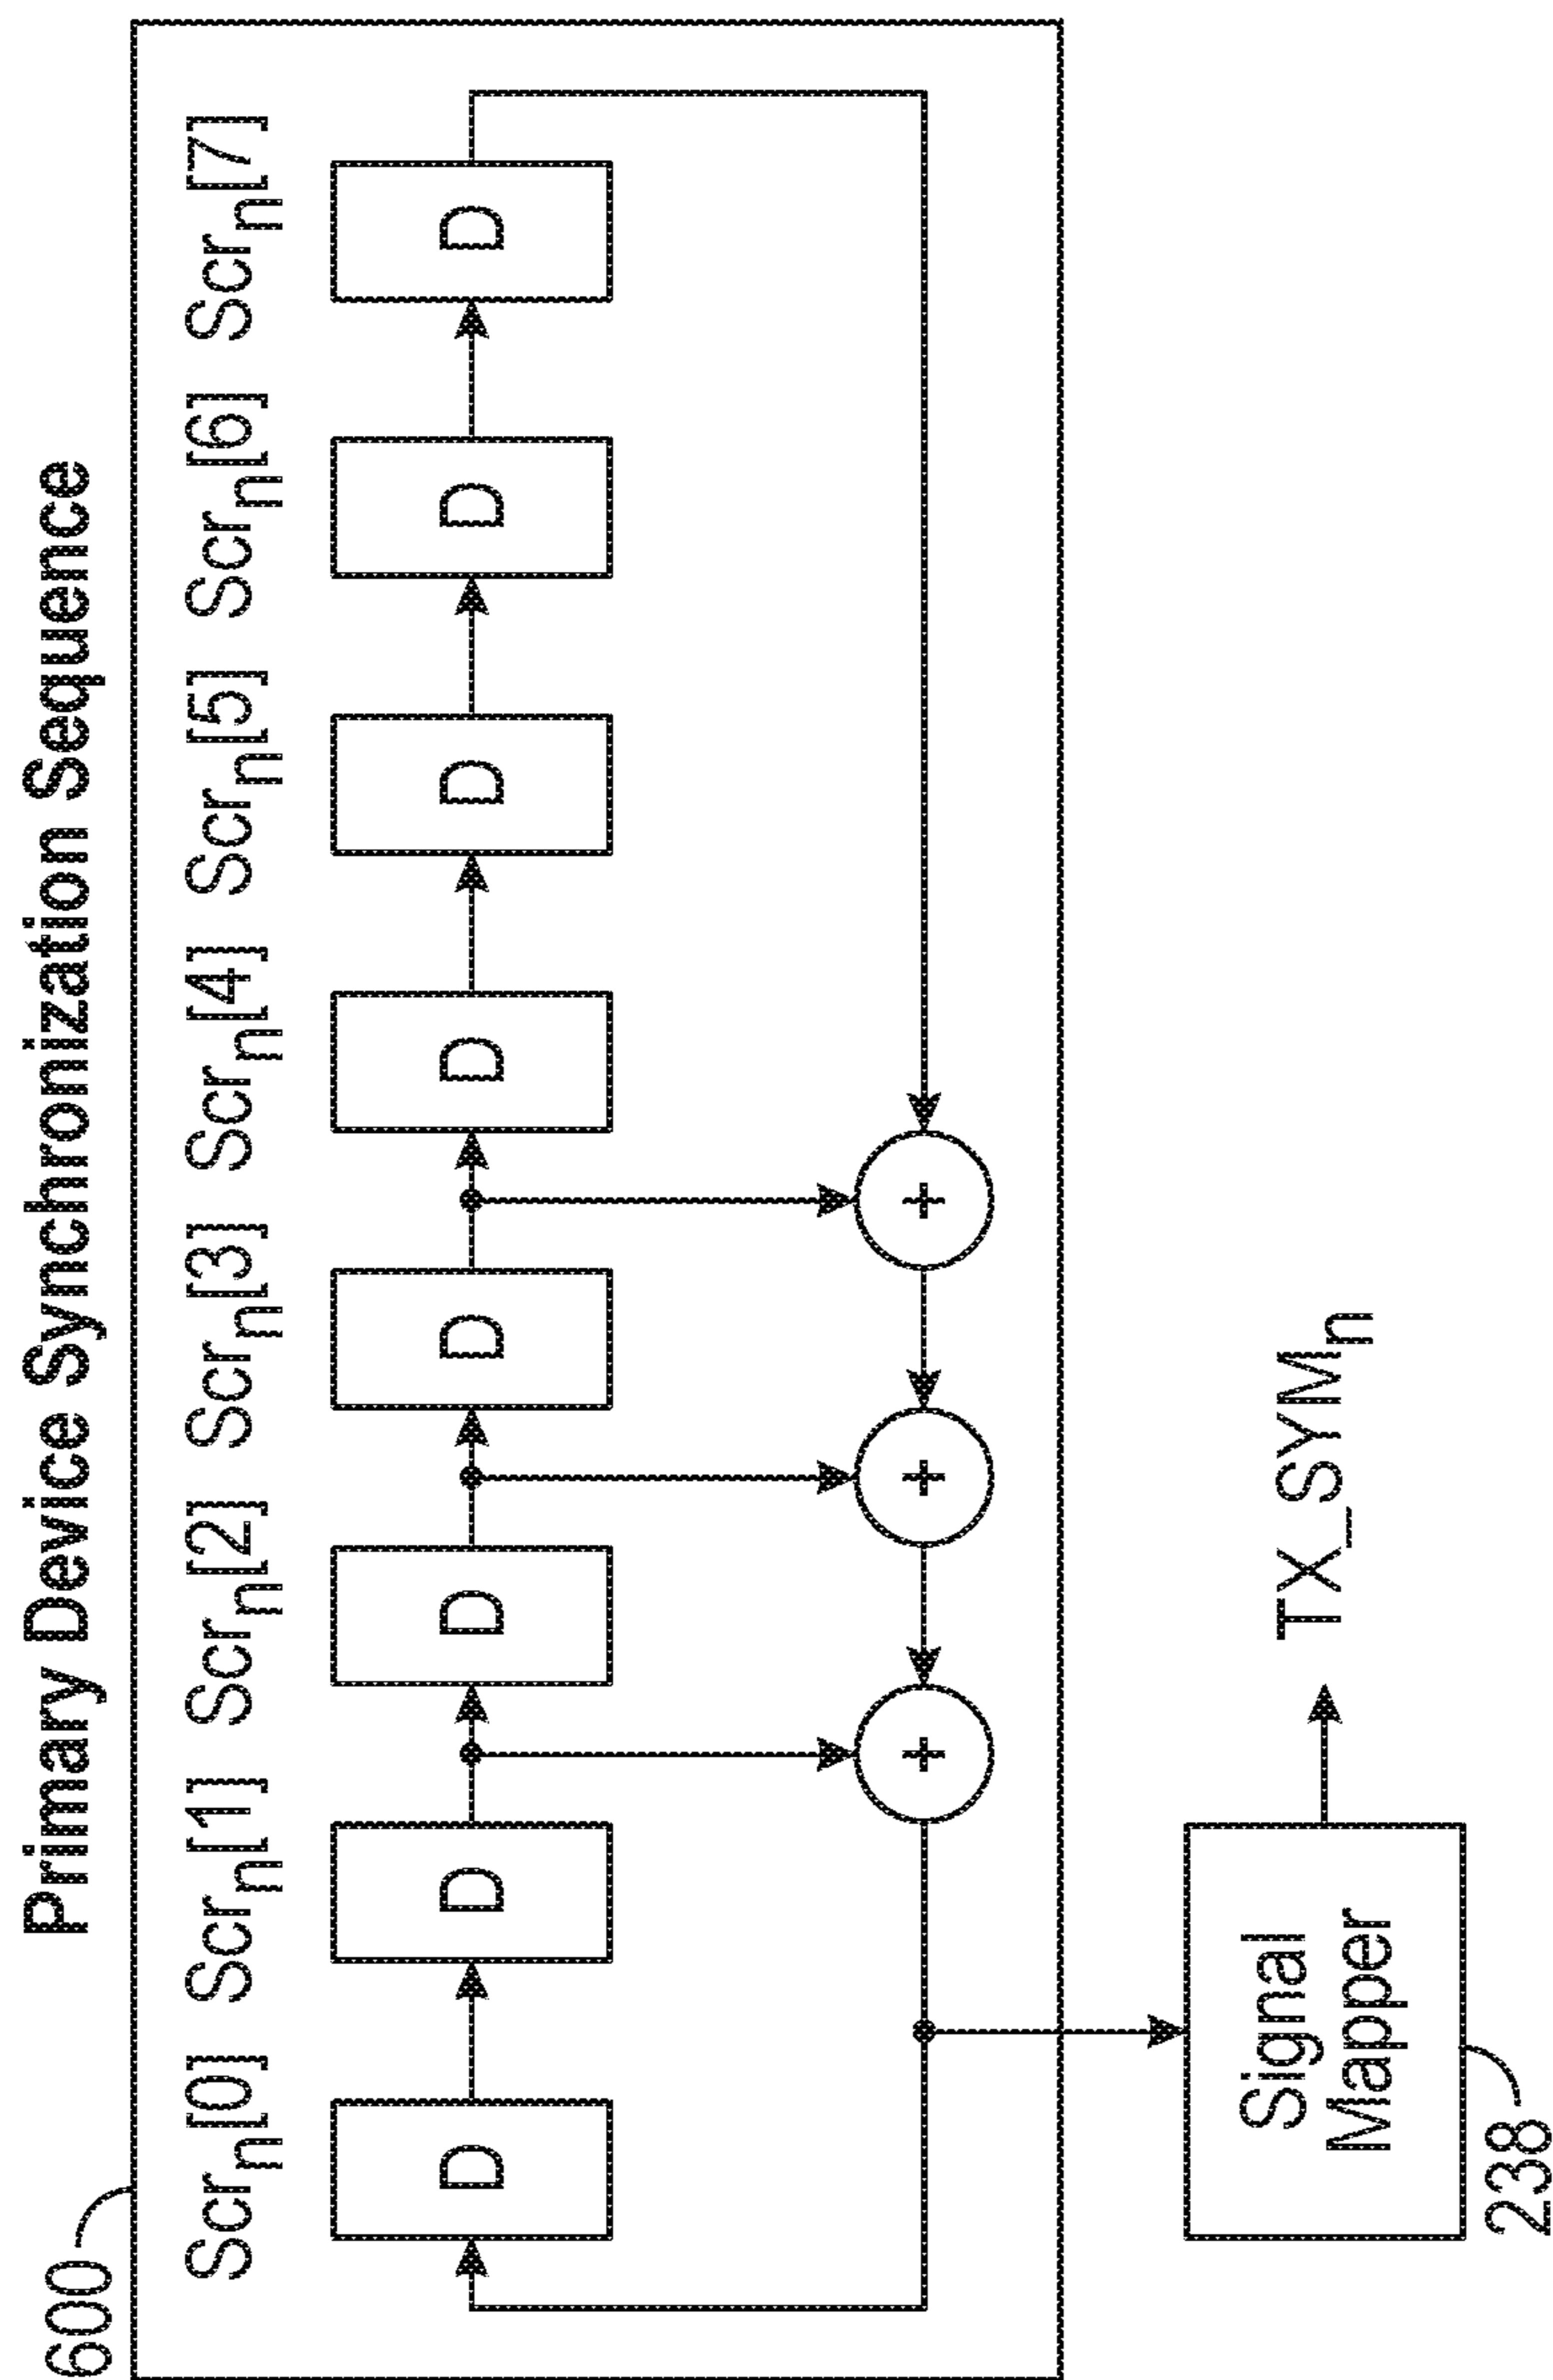 Primary Device Synchronization Sequence
600
Scrn[0] Scrn[1] Scrn[2] Scrn[3] Scrn[4] Scrn[5] Scrn[6] Scrn[7]
D D D D D D D D
+ + +
Signal
Mapper
TX_SYMn
238